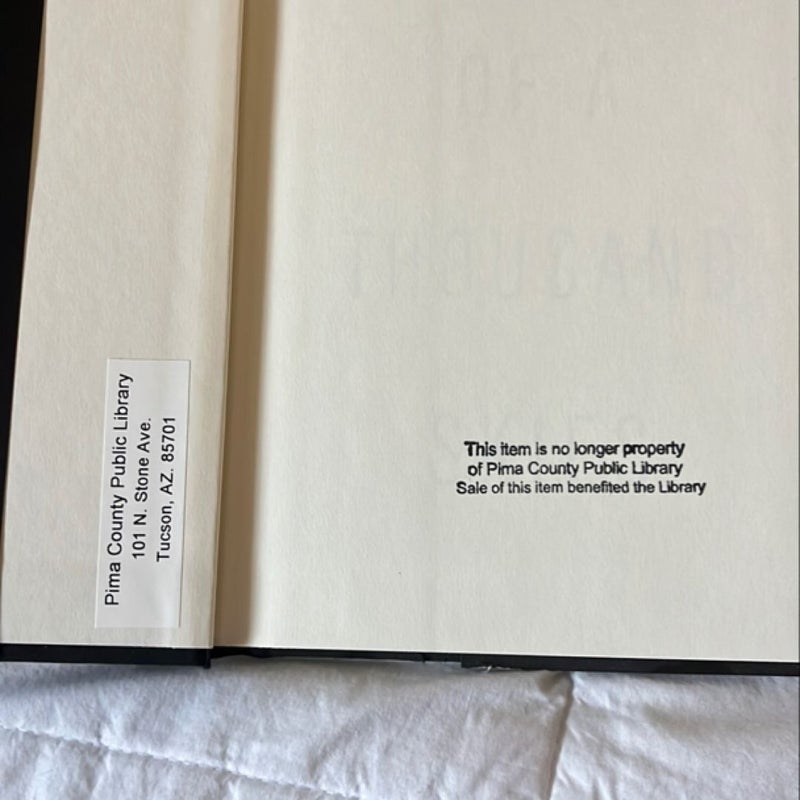 Pima County Public Library
101 N. Stone Ave.
Tucson, AZ. 85701
This item is no longer property
of Pima County Public Library
Sale of this item benefited the Library